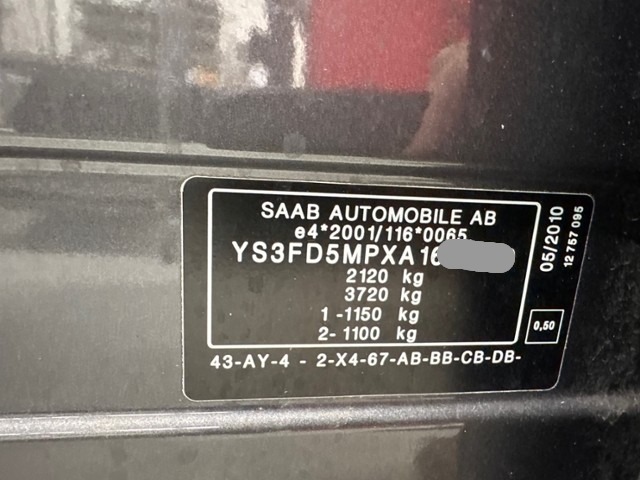 SAAB AUTOMOBILE AB
e4*2001/116*0065
YS3FD5MPXA16
2120 kg
3720 kg
1 -1150 kg
2- 1100 kg
43-AY-4 - 2-X4-67-AB-BB-CB-DB-
05/2010
12 757 095
0,50